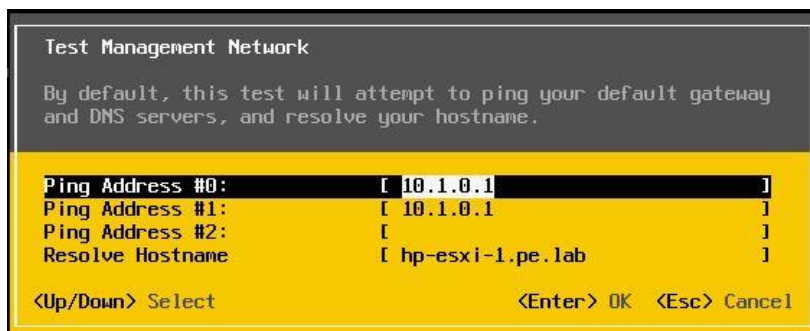 Test Management Network
By default, this test will attempt to ping your default gateway
and DNS servers, and resolve your hostname.
Ping Address #0: [ 10.1.0.1 ]
Ping Address #1: [ 10.1.0.1 ]
Ping Address #2: [ ]
Resolve Hostname [ hp-esxi-1.pe.lab ]
<Up/Down> Select <Enter> OK <Esc> Cancel